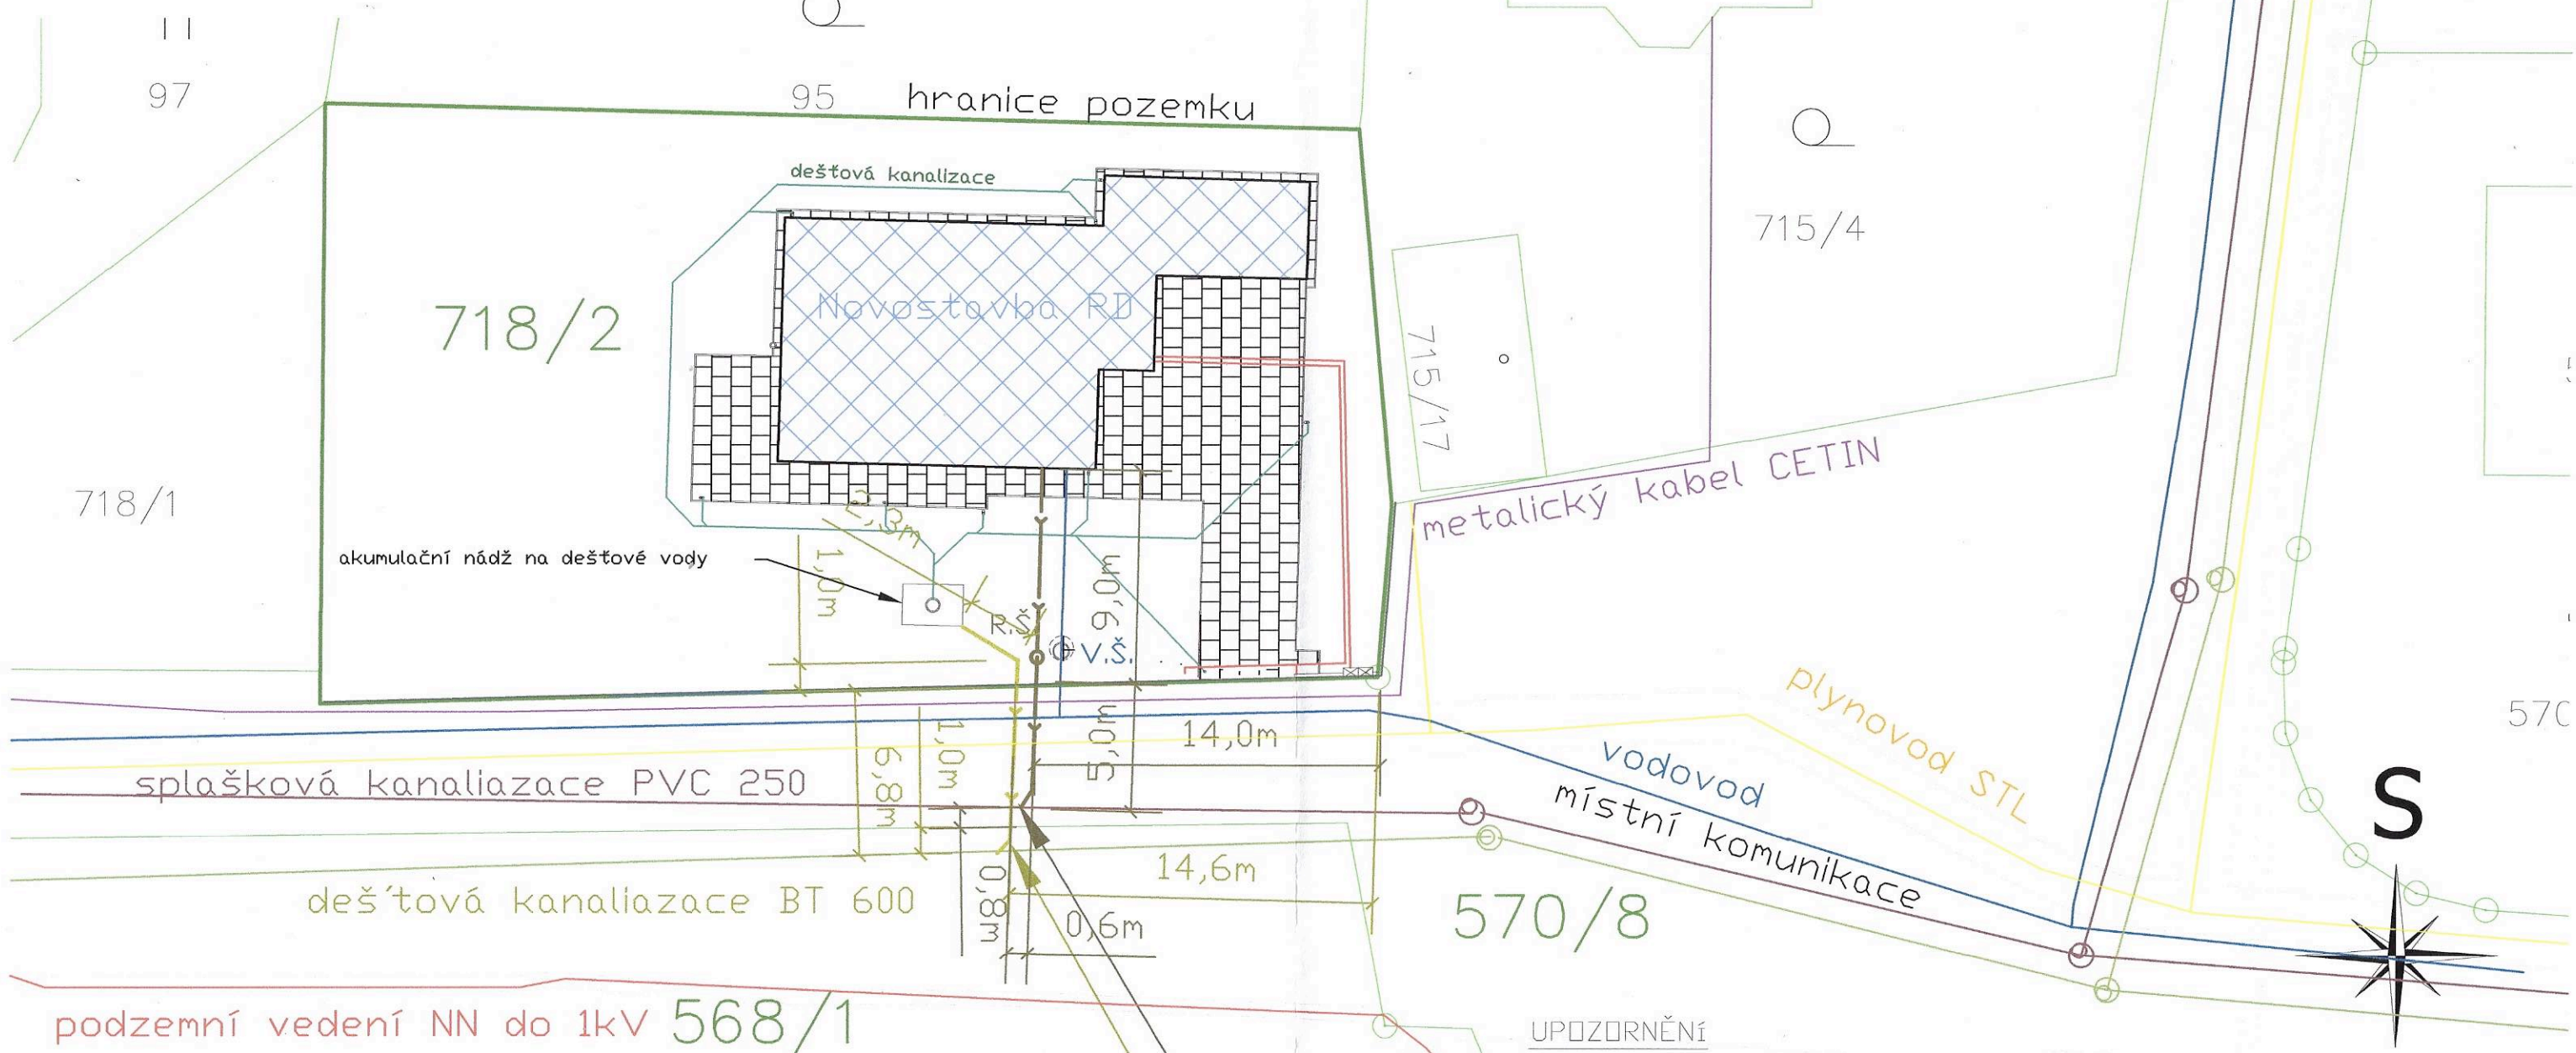 97
95
hranice pozemku
dešťová kanalizace
715/4
718/2
Novostavba RD
715/17
718/1
metalický kabel CETIN
2,3m
akumulační nádž na dešťové vody
1,0m
9,0m
R.Š.
V.Š.
plynovod STL
570
14,0m
5,0m
1,0m
6,8m
vodovod
splašková kanaliazace PVC 250
místní komunikace
S
14,6m
deš´tová kanaliazace BT 600
0,8m
0,6m
570/8
podzemní vedení NN do 1kV
568/1
UPOZORNĚNÍ